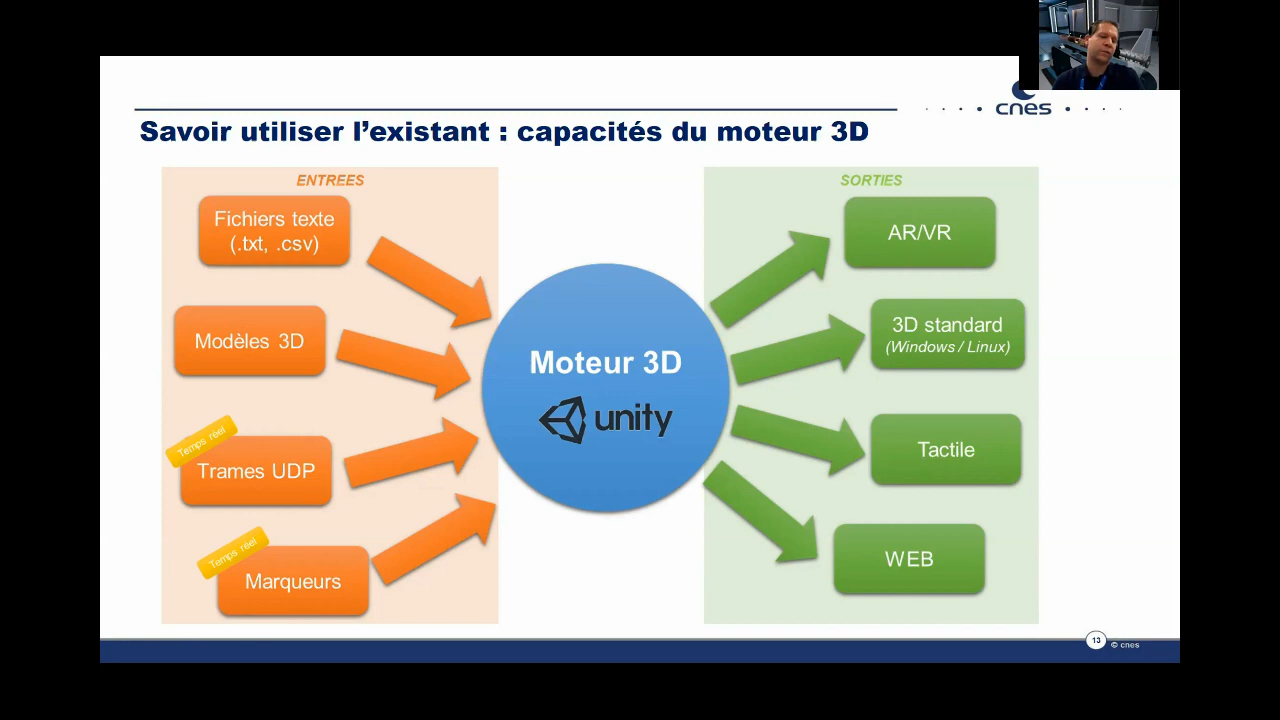 cnes
Savoir utiliser l'existant : capacités du moteur 3D
ENTREES
Fichiers texte
(.txt, .csv)
Modèles 3D
Temps réel
Trames UDP
Temps réel
Marqueurs
Moteur 3D
unity
SORTIES
AR/VR
3D standard
(Windows / Linux)
Tactile
WEB
13
© cnes